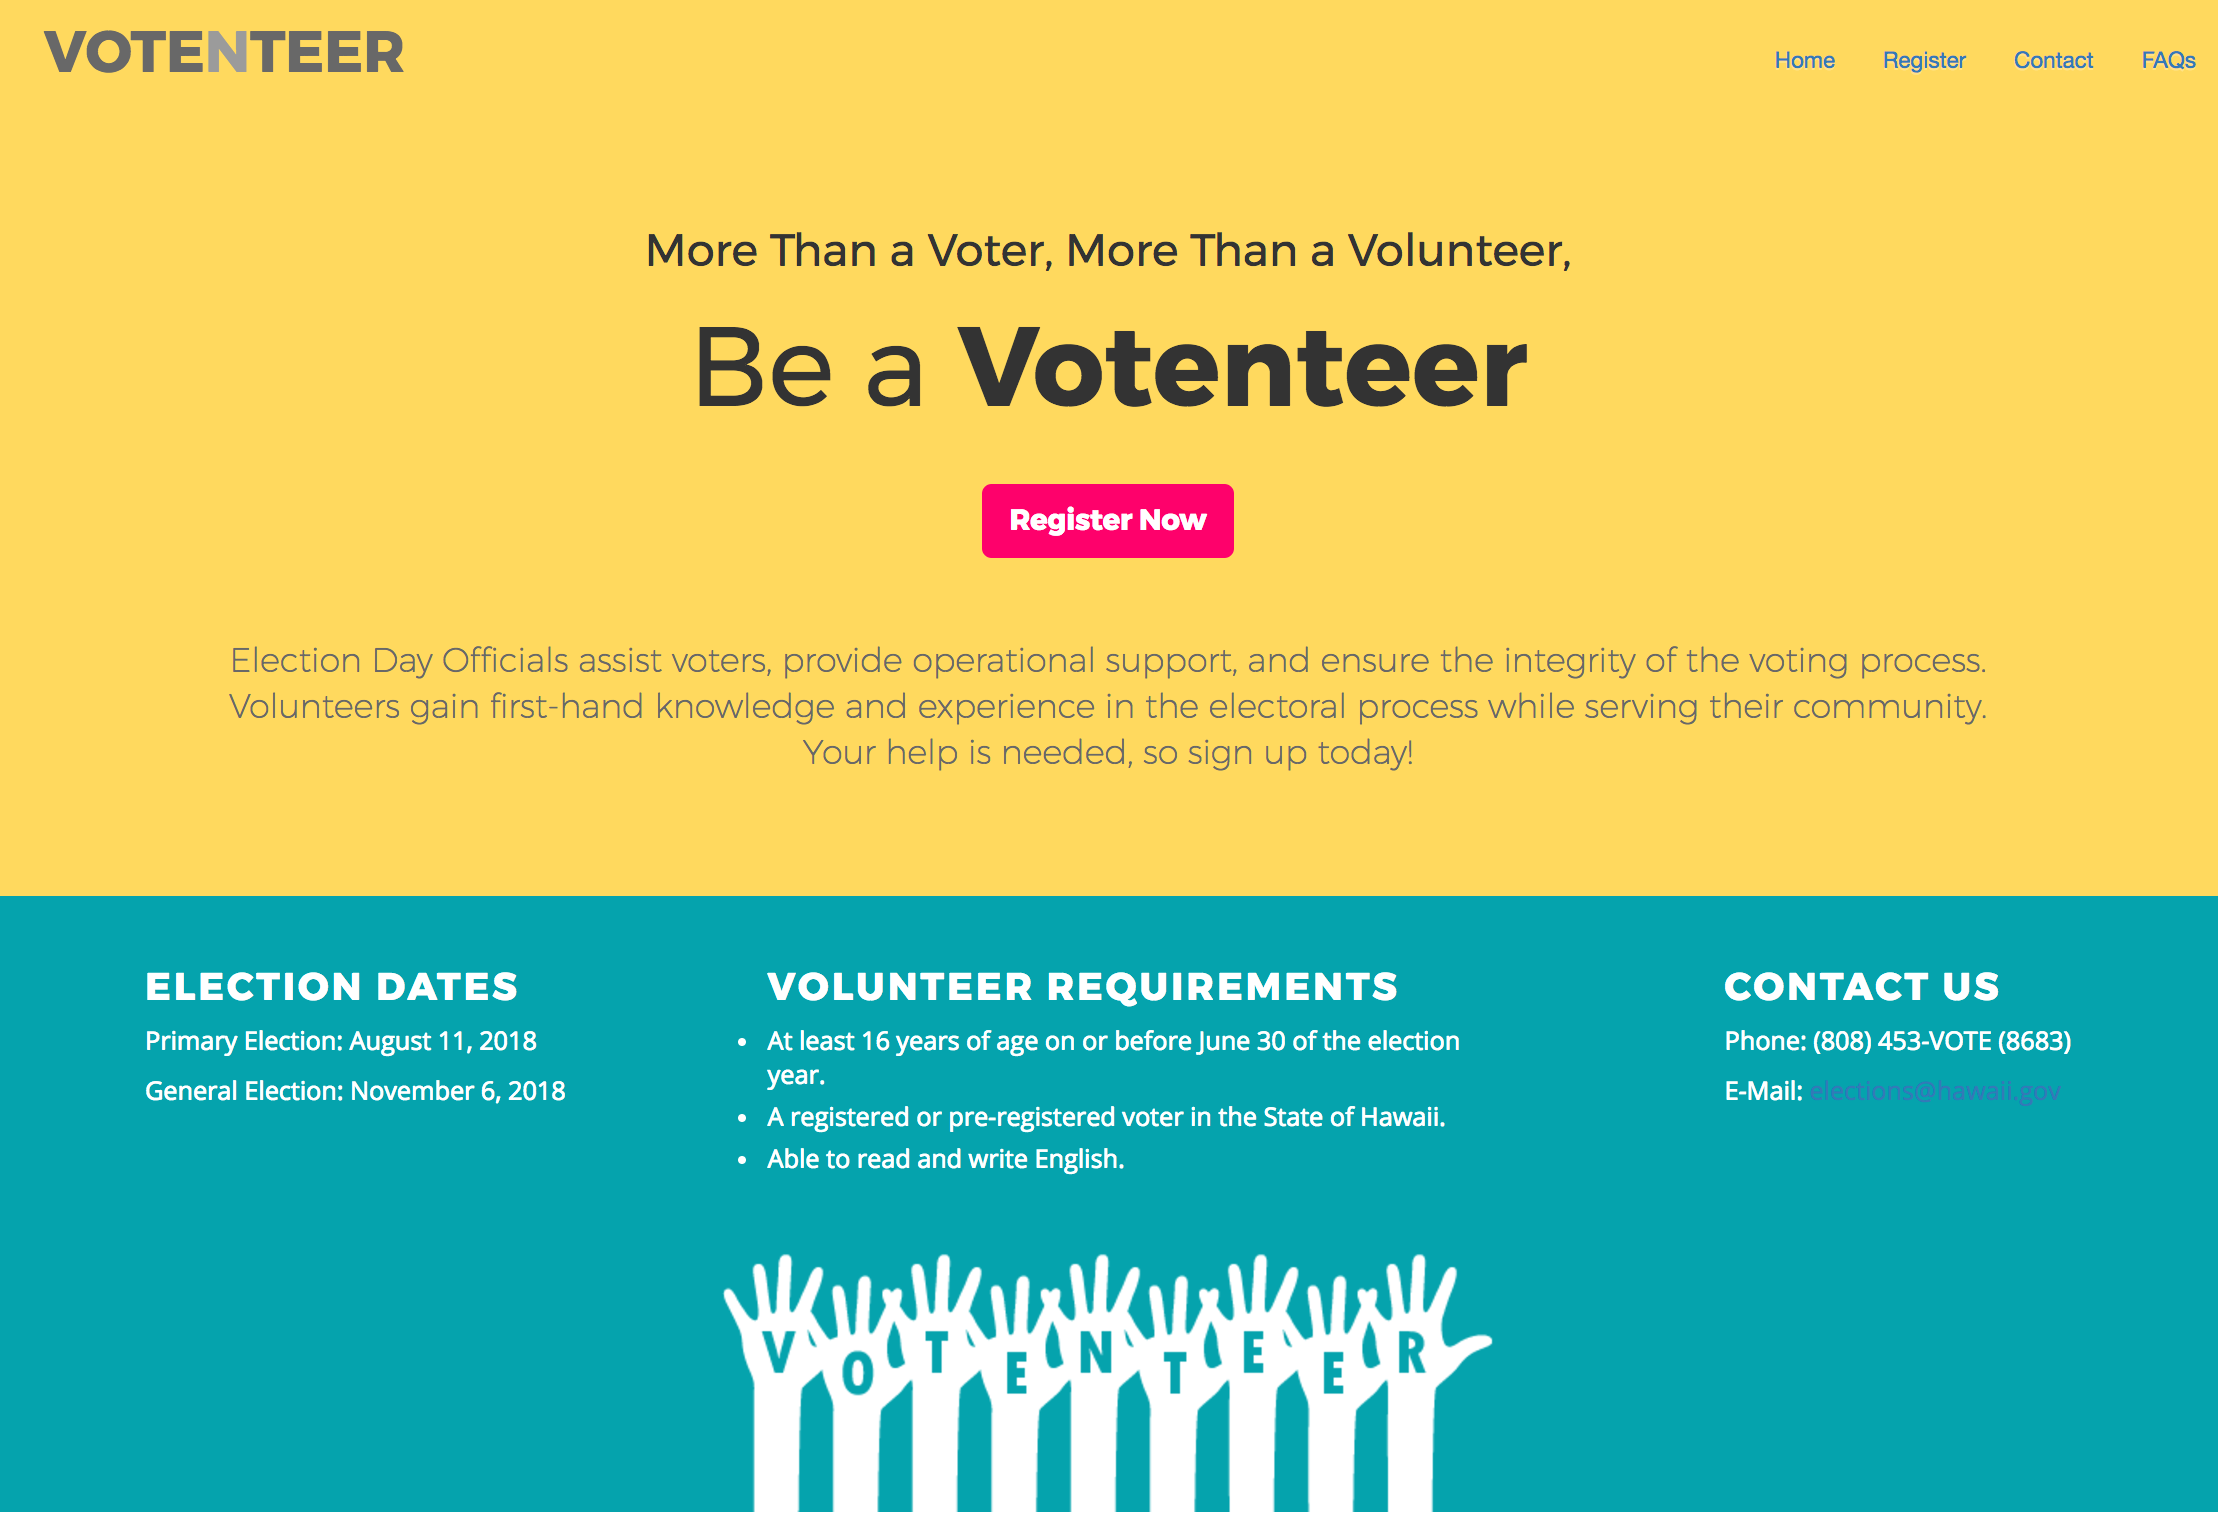 VOTENTEER
Home Register Contact FAQs
More Than a Voter, More Than a Volunteer,
Be a Votenteer
Register Now
Election Day Officials assist voters, provide operational support, and ensure the integrity of the voting process.
Volunteers gain first-hand knowledge and experience in the electoral process while serving their community.
Your help is needed, so sign up today!
ELECTION DATES
Primary Election: August 11, 2018
General Election: November 6, 2018
VOLUNTEER REQUIREMENTS
• At least 16 years of age on or before June 30 of the election
year.
• A registered or pre-registered voter in the State of Hawaii.
• Able to read and write English.
CONTACT US
Phone: (808) 453-VOTE (8683)
E-Mail: elections@hawaii.gov
VOTENTEER